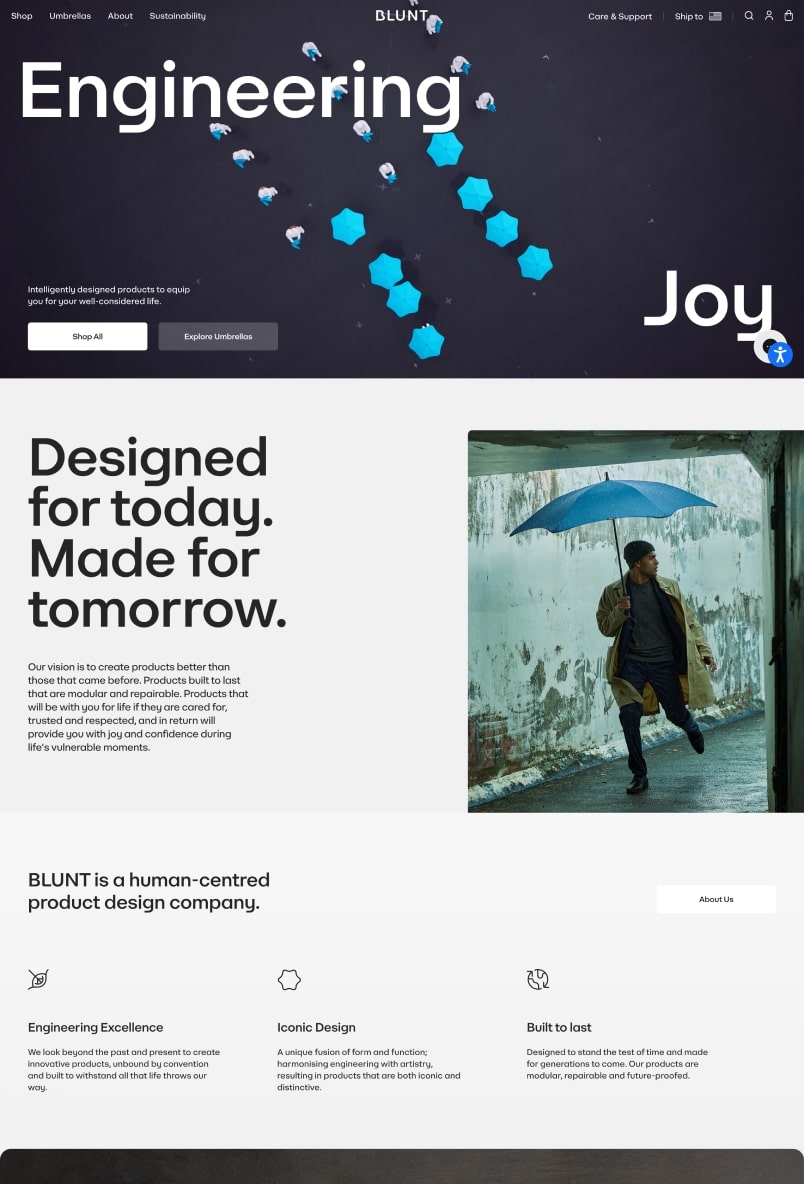 Shop Umbrellas About Sustainability BLUNT Care & Support Ship to
Engineering
Joy
Intelligently designed products to equip
you for your well-considered life.
Shop All Explore Umbrellas
Designed
for today.
Made for
tomorrow.
Our vision is to create products better than
those that came before. Products built to last
that are modular and repairable. Products that
will be with you for life if they are cared for,
trusted and respected, and in return will
provide you with joy and confidence during
life's vulnerable moments.
BLUNT is a human-centred
product design company.
About Us
Engineering Excellence
We look beyond the past and present to create
innovative products, unbound by convention
and built to withstand all that life throws our
way.
Iconic Design
A unique fusion of form and function;
harmonising engineering with artistry,
resulting in products that are both iconic and
distinctive.
Built to last
Designed to stand the test of time and made
for generations to come. Our products are
modular, repairable and future-proofed.